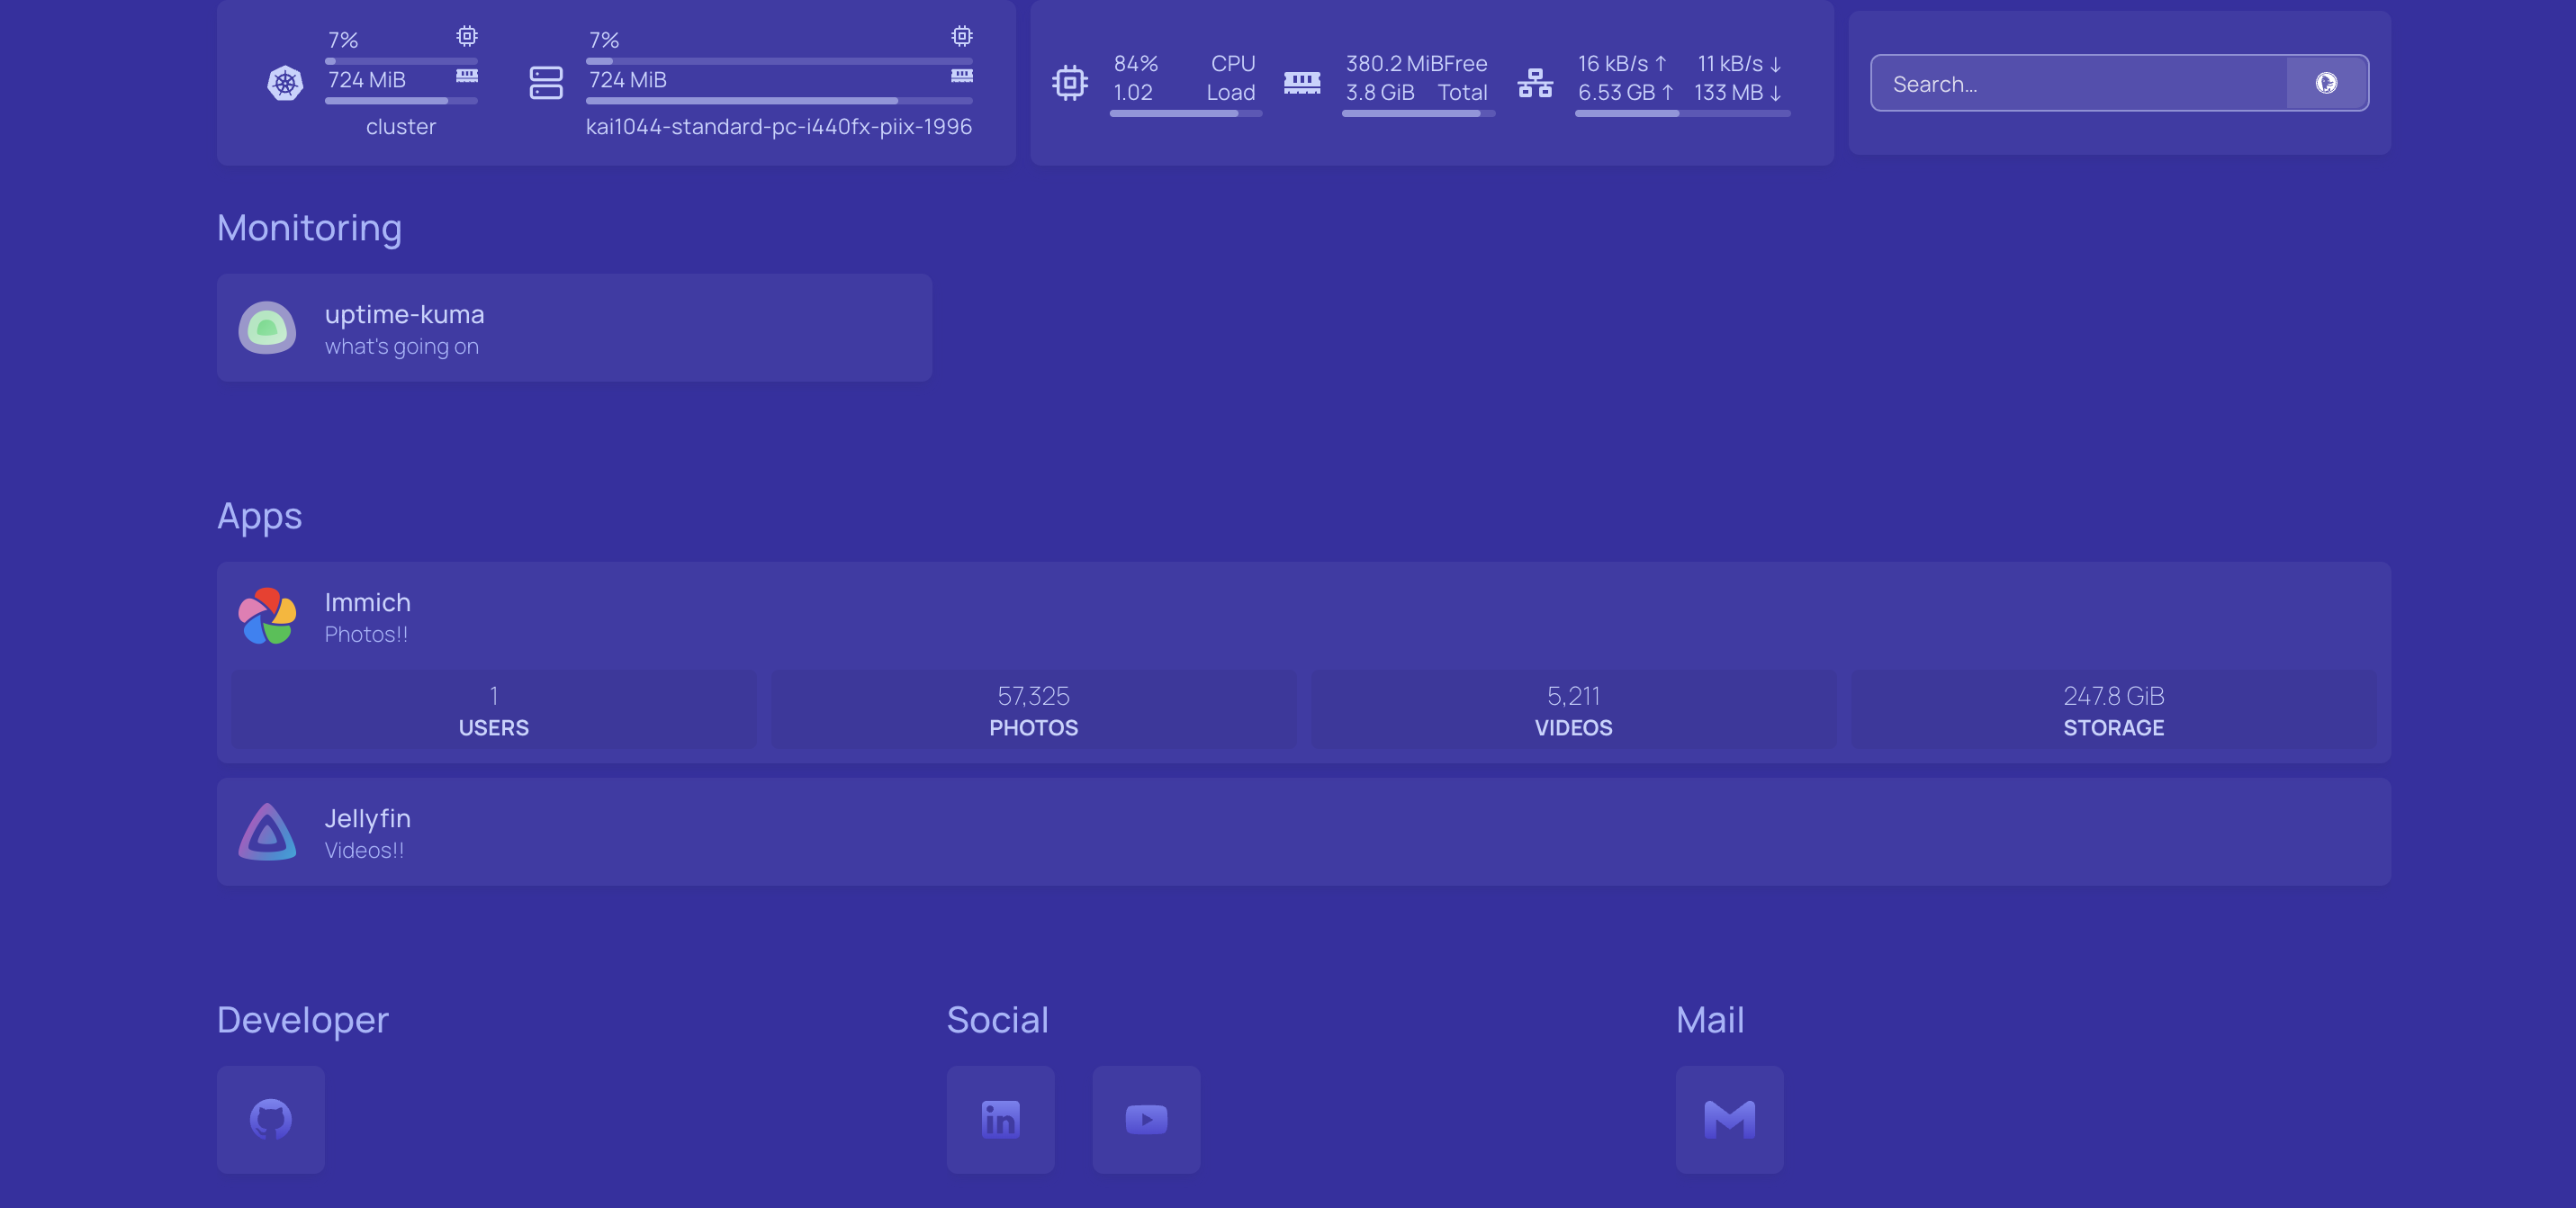 7%
724 MiB
cluster
7%
724 MiB
kai1044-standard-pc-i440fx-piix-1996
84% CPU
1.02 Load
380.2 MiBFree
3.8 GiB Total
16 kB/s ↑ 11 kB/s ↓
6.53 GB ↑ 133 MB ↓
Search…
Monitoring
uptime-kuma
what's going on
Apps
Immich
Photos!!
1
USERS
57,325
PHOTOS
5,211
VIDEOS
247.8 GiB
STORAGE
Jellyfin
Videos!!
Developer
Social
in
Mail